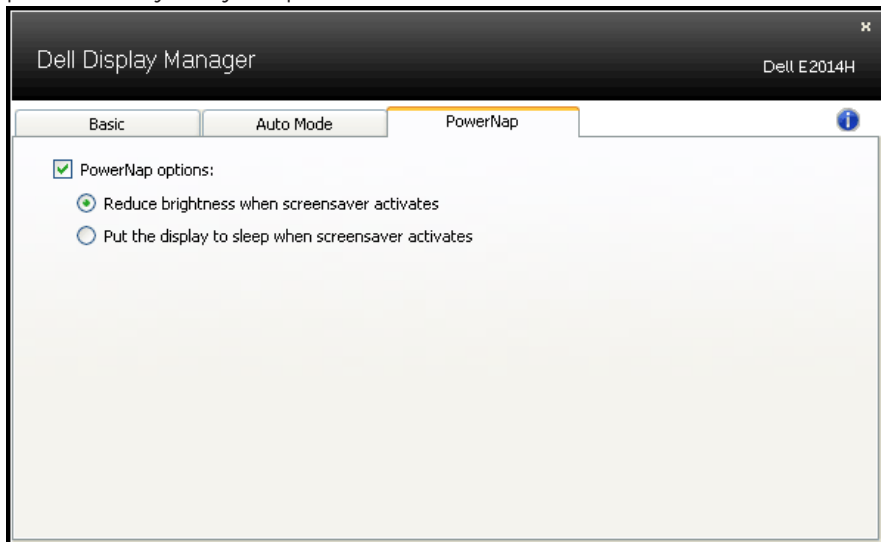 x
Dell Display Manager
Dell E2014H
Basic
Auto Mode
PowerNap
PowerNap options:
Reduce brightness when screensaver activates
Put the display to sleep when screensaver activates